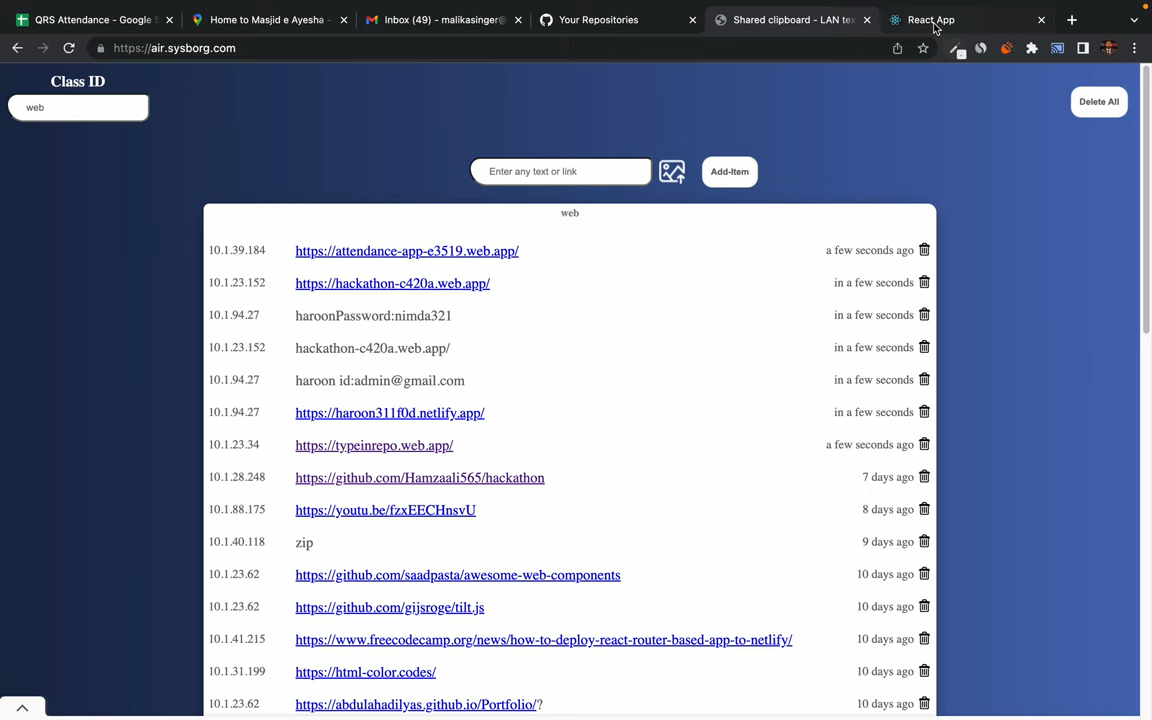 QRS Attendance - Google S
Home to Masjid e Ayesha -
Inbox (49) - malikasinger@
Your Repositories
Shared clipboard - LAN tex
React App
https://air.sysborg.com
Class ID
web
Delete All
Enter any text or link
Add-Item
web
10.1.39.184 https://attendance-app-e3519.web.app/ a few seconds ago
10.1.23.152 https://hackathon-c420a.web.app/ in a few seconds
10.1.94.27 haroonPassword:nimda321 in a few seconds
10.1.23.152 hackathon-c420a.web.app/ in a few seconds
10.1.94.27 haroon id:admin@gmail.com in a few seconds
10.1.94.27 https://haroon311f0d.netlify.app/ in a few seconds
10.1.23.34 https://typeinrepo.web.app/ a few seconds ago
10.1.28.248 https://github.com/Hamzaali565/hackathon 7 days ago
10.1.88.175 https://youtu.be/fzxEECHnsvU 8 days ago
10.1.40.118 zip 9 days ago
10.1.23.62 https://github.com/saadpasta/awesome-web-components 10 days ago
10.1.23.62 https://github.com/gijsroge/tilt.js 10 days ago
10.1.41.215 https://www.freecodecamp.org/news/how-to-deploy-react-router-based-app-to-netlify/ 10 days ago
10.1.31.199 https://html-color.codes/ 10 days ago
10.1.23.62 https://abdulahadilyas.github.io/Portfolio/? 10 days ago